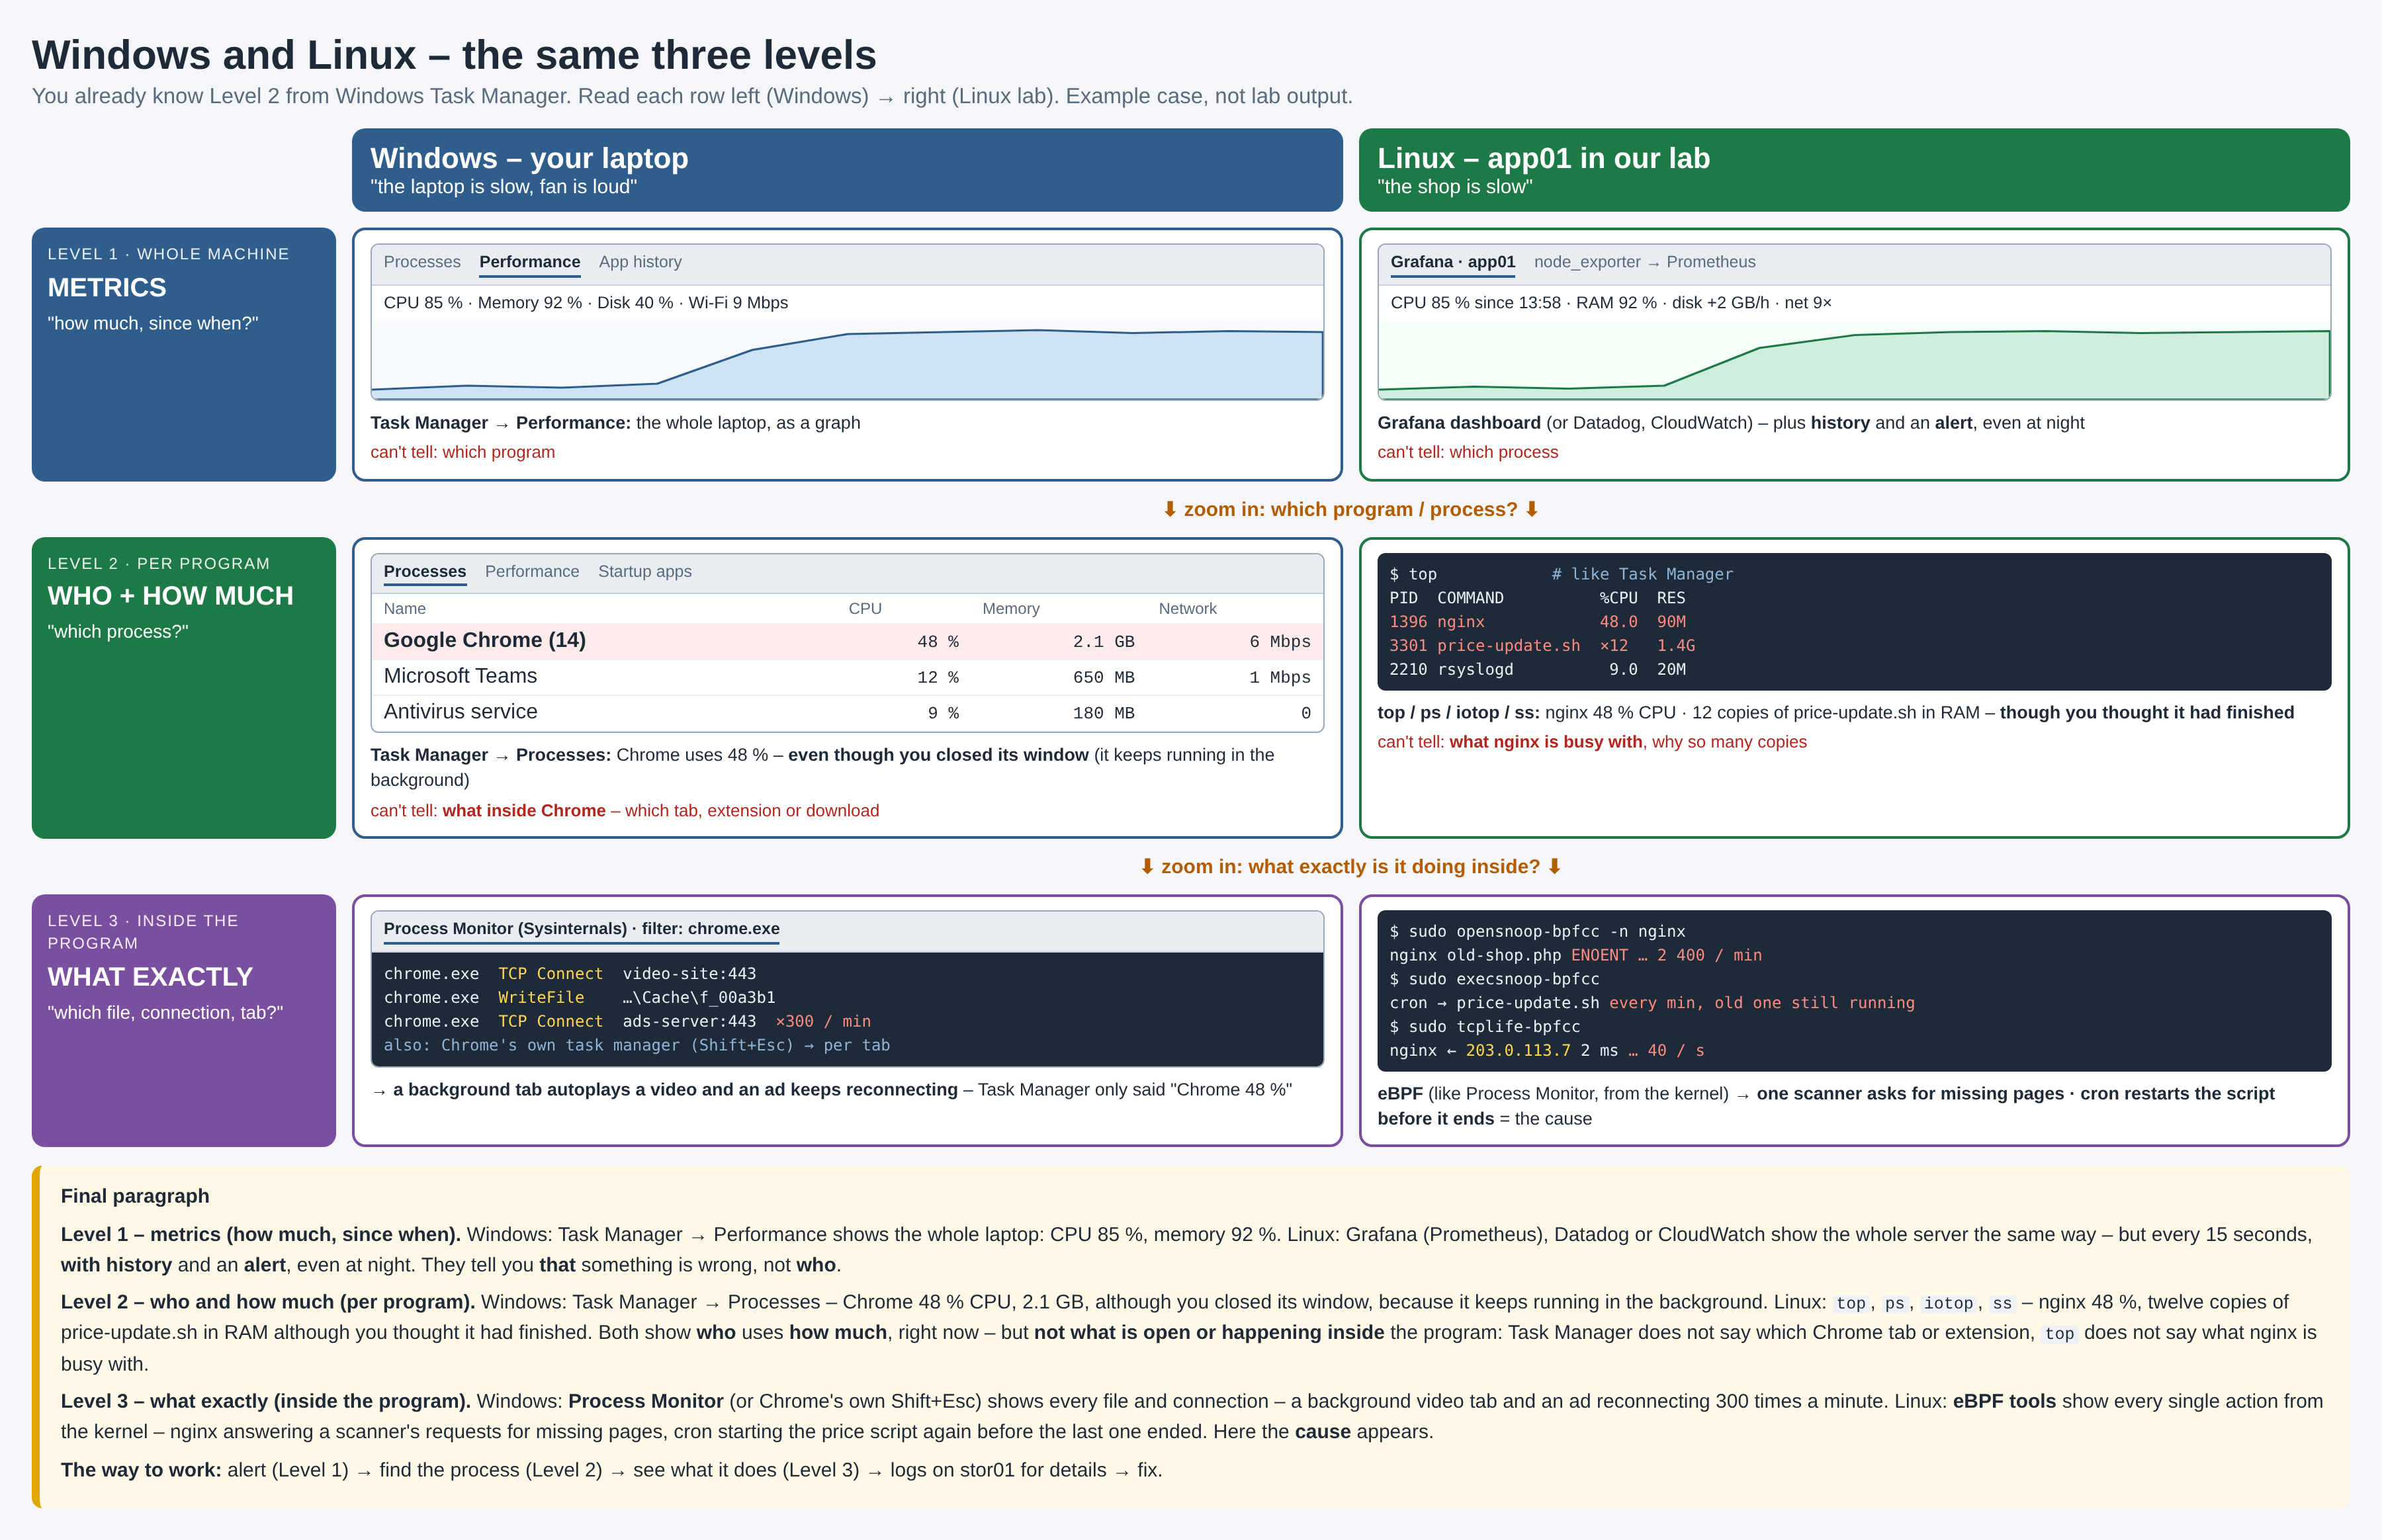 Windows and Linux – the same three levels
You already know Level 2 from Windows Task Manager. Read each row left (Windows) → right (Linux lab). Example case, not lab output.
Windows – your laptop
"the laptop is slow, fan is loud"
Linux – app01 in our lab
"the shop is slow"
LEVEL 1 · WHOLE MACHINE
METRICS
"how much, since when?"
Processes Performance App history
CPU 85 % · Memory 92 % · Disk 40 % · Wi-Fi 9 Mbps
Task Manager → Performance: the whole laptop, as a graph
can't tell: which program
Grafana · app01 node_exporter → Prometheus
CPU 85 % since 13:58 · RAM 92 % · disk +2 GB/h · net 9×
Grafana dashboard (or Datadog, CloudWatch) – plus history and an alert, even at night
can't tell: which process
⬇ zoom in: which program / process? ⬇
LEVEL 2 · PER PROGRAM
WHO + HOW MUCH
"which process?"
Processes Performance Startup apps
Name CPU Memory Network
Google Chrome (14) 48 % 2.1 GB 6 Mbps
Microsoft Teams 12 % 650 MB 1 Mbps
Antivirus service 9 % 180 MB 0
Task Manager → Processes: Chrome uses 48 % – even though you closed its window (it keeps running in the
background)
can't tell: what inside Chrome – which tab, extension or download
$ top # like Task Manager
PID COMMAND %CPU RES
1396 nginx 48.0 90M
3301 price-update.sh ×12 1.4G
2210 rsyslogd 9.0 20M
top / ps / iotop / ss: nginx 48 % CPU · 12 copies of price-update.sh in RAM – though you thought it had finished
can't tell: what nginx is busy with, why so many copies
⬇ zoom in: what exactly is it doing inside? ⬇
LEVEL 3 · INSIDE THE
PROGRAM
WHAT EXACTLY
"which file, connection, tab?"
Process Monitor (Sysinternals) · filter: chrome.exe
chrome.exe TCP Connect video-site:443
chrome.exe WriteFile …\Cache\f_00a3b1
chrome.exe TCP Connect ads-server:443 ×300 / min
also: Chrome's own task manager (Shift+Esc) → per tab
→ a background tab autoplays a video and an ad keeps reconnecting – Task Manager only said "Chrome 48 %"
$ sudo opensnoop-bpfcc -n nginx
nginx old-shop.php ENOENT … 2 400 / min
$ sudo execsnoop-bpfcc
cron → price-update.sh every min, old one still running
$ sudo tcplife-bpfcc
nginx ← 203.0.113.7 2 ms … 40 / s
eBPF (like Process Monitor, from the kernel) → one scanner asks for missing pages · cron restarts the script
before it ends = the cause
Final paragraph
Level 1 – metrics (how much, since when). Windows: Task Manager → Performance shows the whole laptop: CPU 85 %, memory 92 %. Linux: Grafana (Prometheus), Datadog or CloudWatch show the whole server the same way – but every 15 seconds,
with history and an alert, even at night. They tell you that something is wrong, not who.
Level 2 – who and how much (per program). Windows: Task Manager → Processes – Chrome 48 % CPU, 2.1 GB, although you closed its window, because it keeps running in the background. Linux: top, ps, iotop, ss – nginx 48 %, twelve copies of
price-update.sh in RAM although you thought it had finished. Both show who uses how much, right now – but not what is open or happening inside the program: Task Manager does not say which Chrome tab or extension, top does not say what nginx is
busy with.
Level 3 – what exactly (inside the program). Windows: Process Monitor (or Chrome's own Shift+Esc) shows every file and connection – a background video tab and an ad reconnecting 300 times a minute. Linux: eBPF tools show every single action from
the kernel – nginx answering a scanner's requests for missing pages, cron starting the price script again before the last one ended. Here the cause appears.
The way to work: alert (Level 1) → find the process (Level 2) → see what it does (Level 3) → logs on stor01 for details → fix.